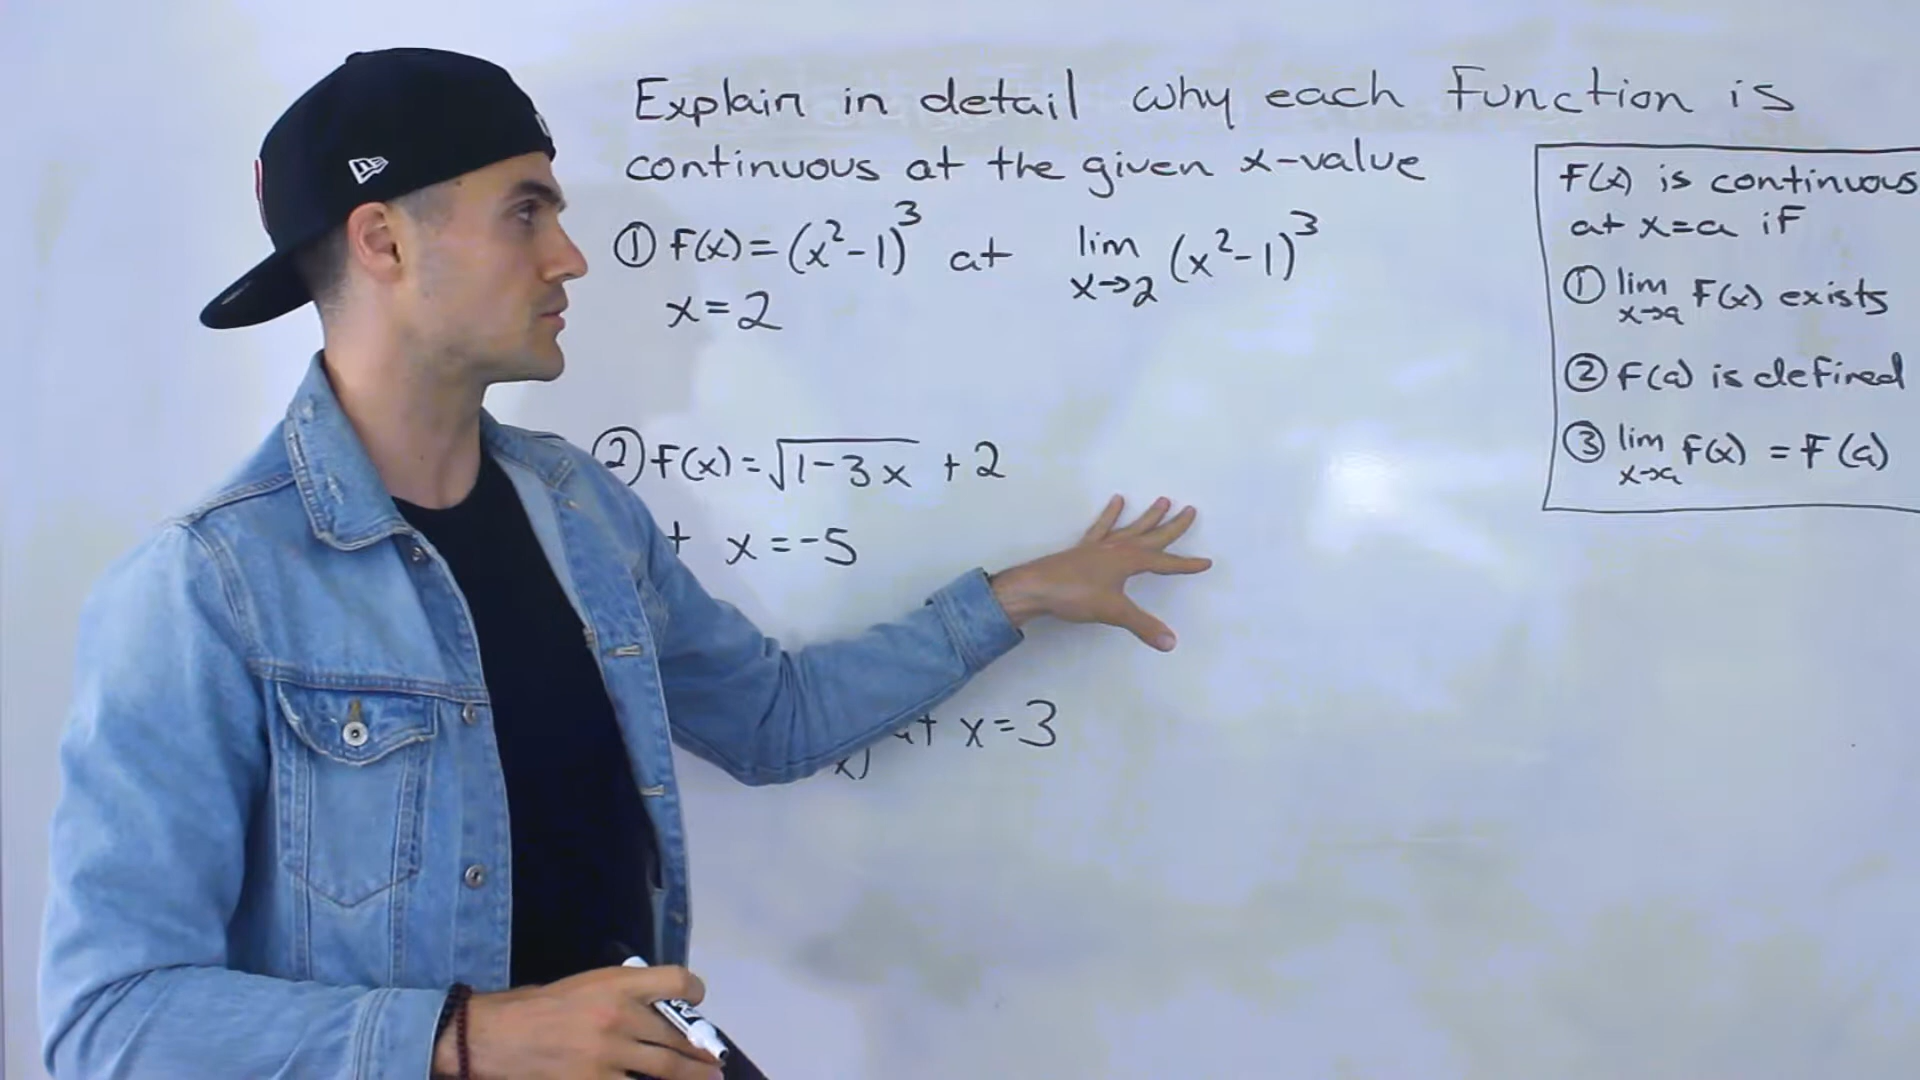 Explain in detail why each function is
continuous at the given x-value
① F(x) = (x²-1)³ at
x=2
lim (x²-1)³
x→2
② F(x) = √(1-3x) + 2
x=-5
x) at x=3
F(x) is continuous
at x=a if
① lim F(x) exists
x→a
② F(a) is defined
③ lim F(x) = F(a)
x→a